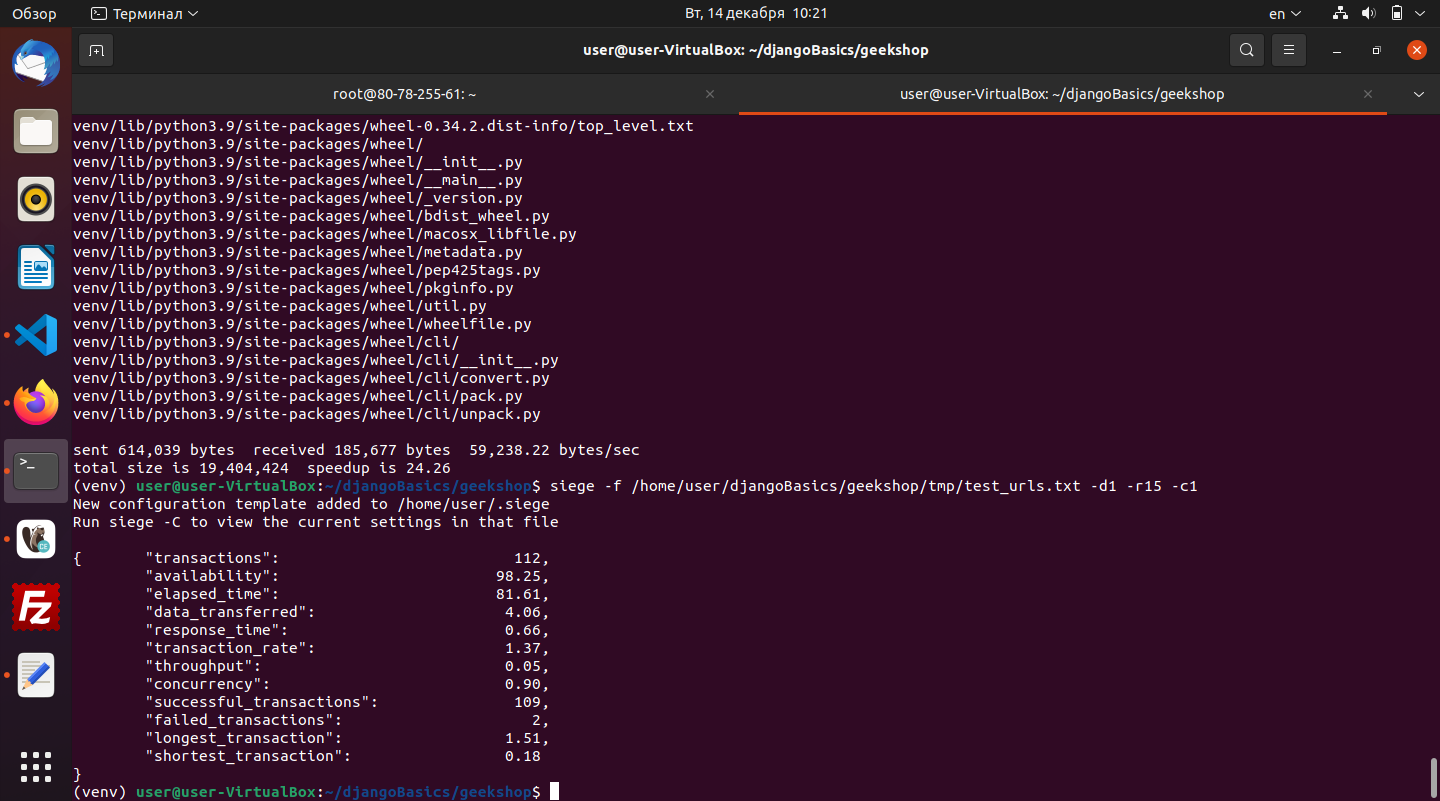 Обзор Терминал Вт, 14 декабря 10:21 en
user@user-VirtualBox: ~/djangoBasics/geekshop
root@80-78-255-61: ~ user@user-VirtualBox: ~/djangoBasics/geekshop
venv/lib/python3.9/site-packages/wheel-0.34.2.dist-info/top_level.txt
venv/lib/python3.9/site-packages/wheel/
venv/lib/python3.9/site-packages/wheel/__init__.py
venv/lib/python3.9/site-packages/wheel/__main__.py
venv/lib/python3.9/site-packages/wheel/_version.py
venv/lib/python3.9/site-packages/wheel/bdist_wheel.py
venv/lib/python3.9/site-packages/wheel/macosx_libfile.py
venv/lib/python3.9/site-packages/wheel/metadata.py
venv/lib/python3.9/site-packages/wheel/pep425tags.py
venv/lib/python3.9/site-packages/wheel/pkginfo.py
venv/lib/python3.9/site-packages/wheel/util.py
venv/lib/python3.9/site-packages/wheel/wheelfile.py
venv/lib/python3.9/site-packages/wheel/cli/
venv/lib/python3.9/site-packages/wheel/cli/__init__.py
venv/lib/python3.9/site-packages/wheel/cli/convert.py
venv/lib/python3.9/site-packages/wheel/cli/pack.py
venv/lib/python3.9/site-packages/wheel/cli/unpack.py
sent 614,039 bytes  received 185,677 bytes  59,238.22 bytes/sec
total size is 19,404,424  speedup is 24.26
(venv) user@user-VirtualBox:~/djangoBasics/geekshop$ siege -f /home/user/djangoBasics/geekshop/tmp/test_urls.txt -d1 -r15 -c1
New configuration template added to /home/user/.siege
Run siege -C to view the current settings in that file
{ "transactions": 112,
"availability": 98.25,
"elapsed_time": 81.61,
"data_transferred": 4.06,
"response_time": 0.66,
"transaction_rate": 1.37,
"throughput": 0.05,
"concurrency": 0.90,
"successful_transactions": 109,
"failed_transactions": 2,
"longest_transaction": 1.51,
"shortest_transaction": 0.18
}
(venv) user@user-VirtualBox:~/djangoBasics/geekshop$